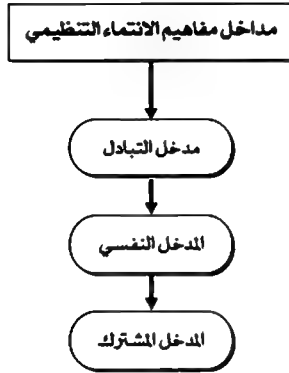 مداخل مفاهيم الانتماء التنظيمي
مدخل التبادل
المدخل النفسي
المدخل المشترك